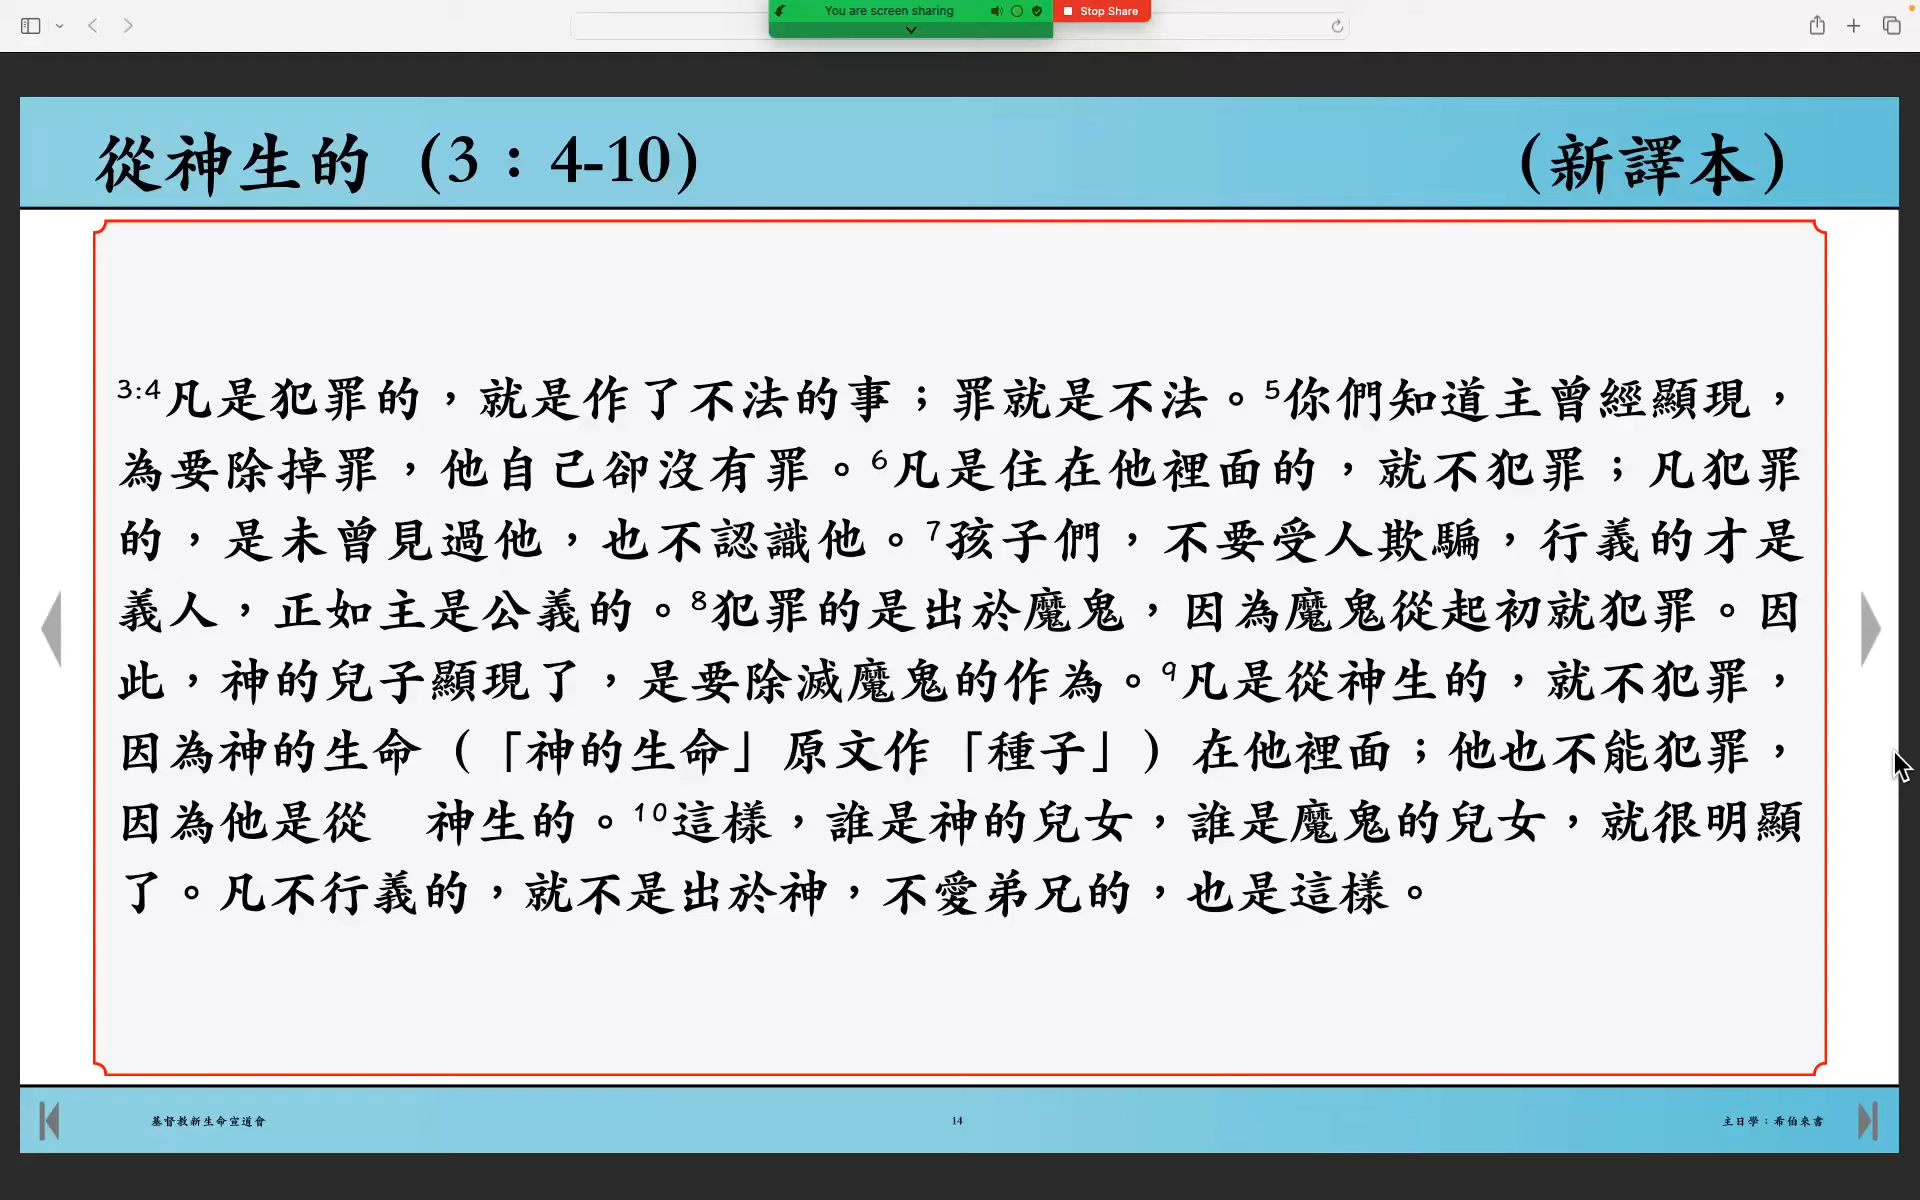 You are screen sharing
Stop Share
從神生的 (3：4-10)
(新譯本)
3:4凡是犯罪的，就是作了不法的事；罪就是不法。5你們知道主曾經顯現，
為要除掉罪，他自己卻沒有罪。6凡是住在他裡面的，就不犯罪；凡犯罪
的，是未曾見過他，也不認識他。7孩子們，不要受人欺騙，行義的才是
義人，正如主是公義的。8犯罪的是出於魔鬼，因為魔鬼從起初就犯罪。因
此，神的兒子顯現了，是要除滅魔鬼的作為。9凡是從神生的，就不犯罪，
因為神的生命（「神的生命」原文作「種子」）在他裡面；他也不能犯罪，
因為他是從　神生的。10這樣，誰是神的兒女，誰是魔鬼的兒女，就很明顯
了。凡不行義的，就不是出於神，不愛弟兄的，也是這樣。
基督教新生命宣道會
14
主日學：希伯來書